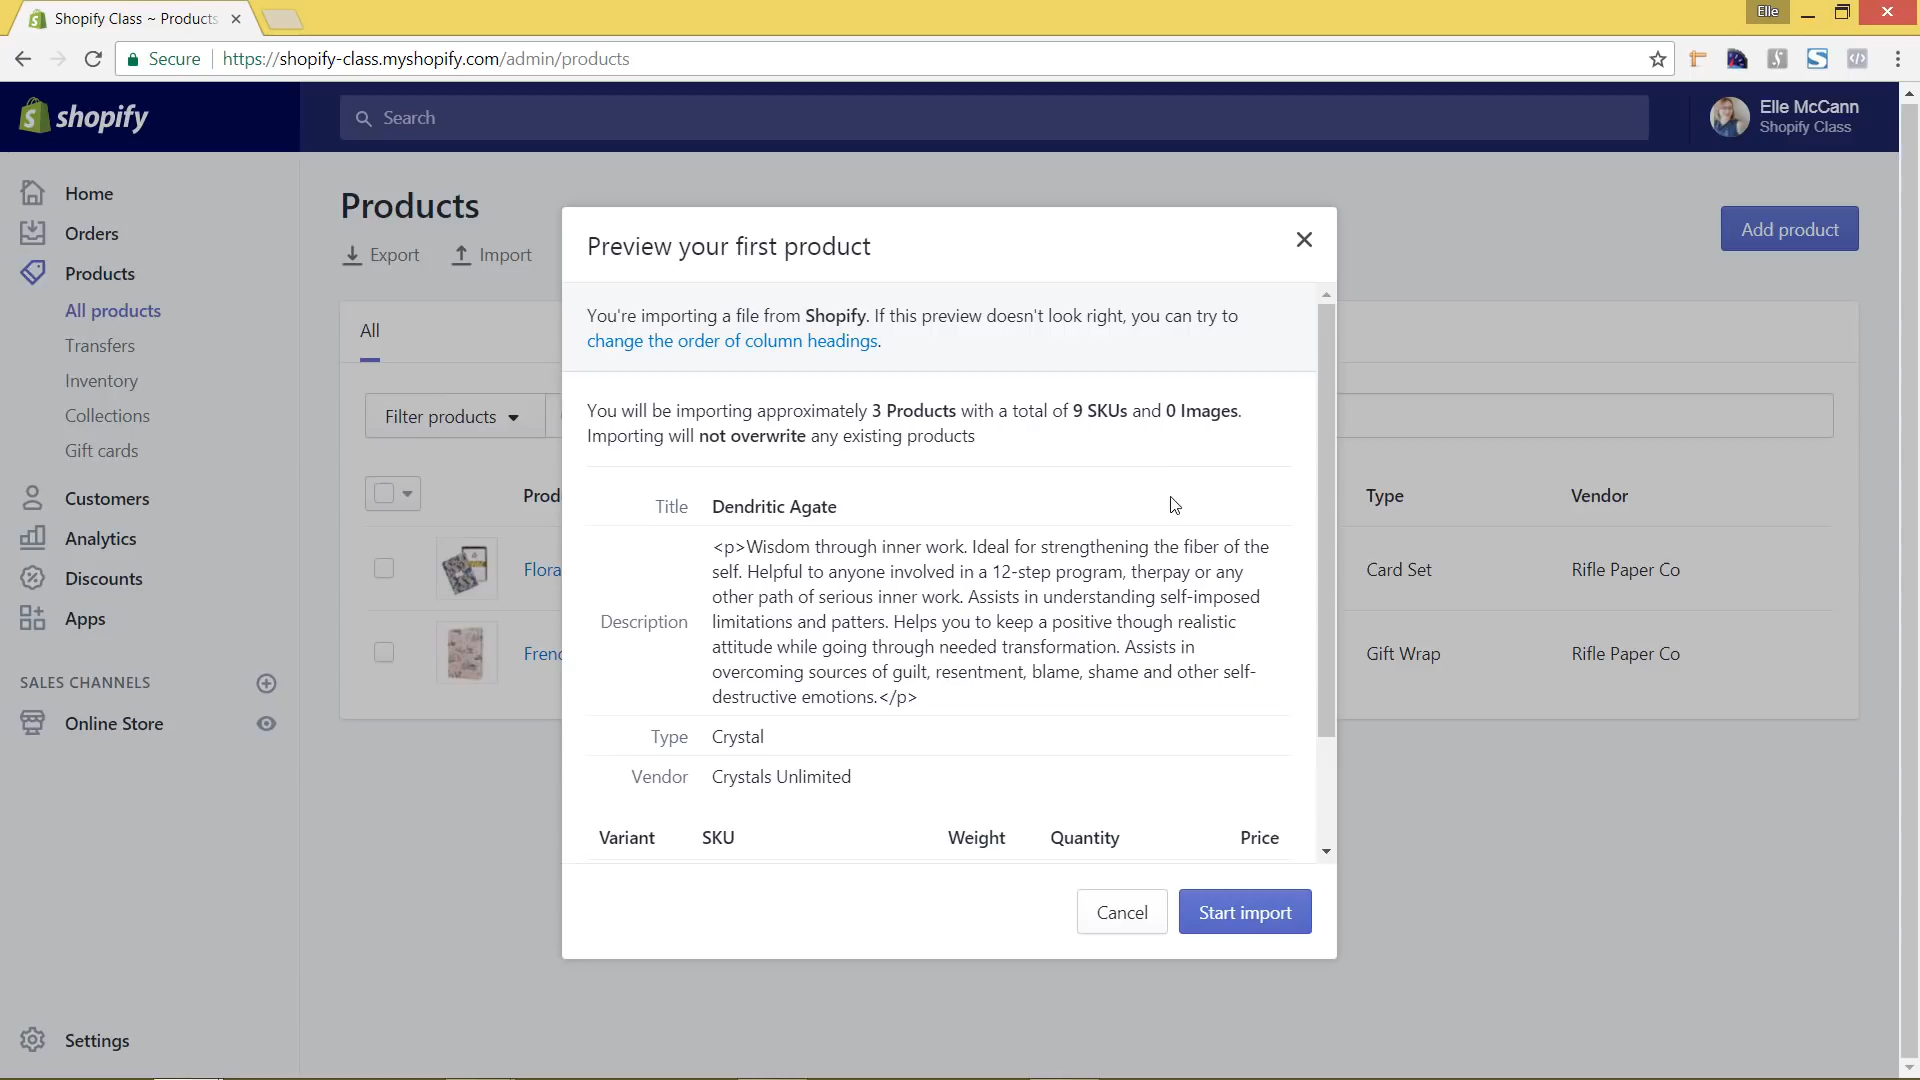 Shopify Class ~ Products
Elle
Secure
https://shopify-class.myshopify.com/admin/products
shopify
Search
Elle McCann
Shopify Class
Home
Orders
Products
All products
Transfers
Inventory
Collections
Gift cards
Customers
Analytics
Discounts
Apps
SALES CHANNELS
Online Store
Settings
Products
Export
Import
Add product
All
Filter products
Prod
Type
Vendor
Flora
Card Set
Rifle Paper Co
Frenc
Gift Wrap
Rifle Paper Co
Preview your first product
You're importing a file from Shopify. If this preview doesn't look right, you can try to
change the order of column headings.
You will be importing approximately 3 Products with a total of 9 SKUs and 0 Images.
Importing will not overwrite any existing products
Title Dendritic Agate
<p>Wisdom through inner work. Ideal for strengthening the fiber of the
self. Helpful to anyone involved in a 12-step program, therpay or any
other path of serious inner work. Assists in understanding self-imposed
Description limitations and patters. Helps you to keep a positive though realistic
attitude while going through needed transformation. Assists in
overcoming sources of guilt, resentment, blame, shame and other self-
destructive emotions.</p>
Type Crystal
Vendor Crystals Unlimited
Variant SKU Weight Quantity Price
Cancel
Start import